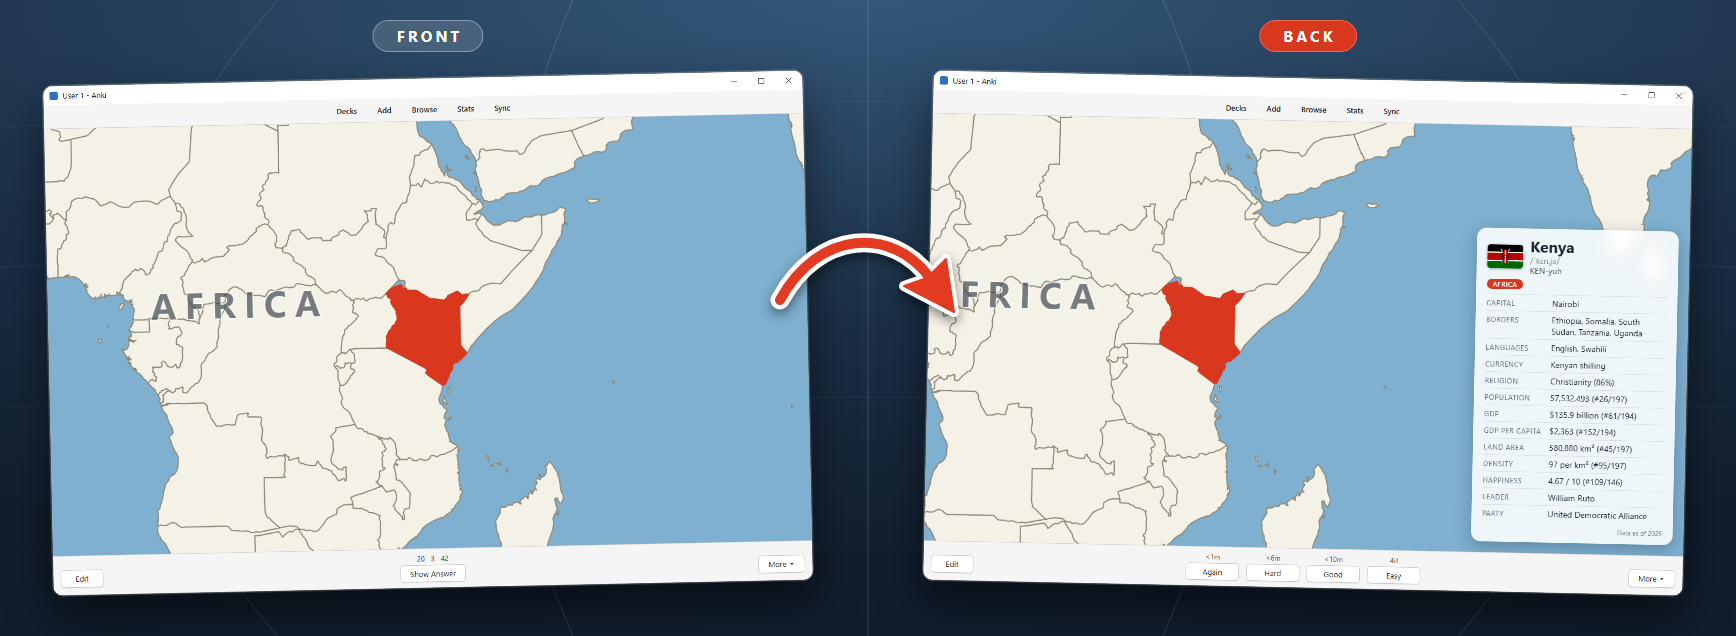 FRONT
User 1 - Anki
Decks Add Browse Stats Sync
AFRICA
20 3 42
Edit
Show Answer
More
BACK
User 1 - Anki
Decks Add Browse Stats Sync
FRICA
Kenya
/ˈkɛn.jə/
KEN-yuh
AFRICA
CAPITAL Nairobi
BORDERS Ethiopia, Somalia, South
Sudan, Tanzania, Uganda
LANGUAGES English, Swahili
CURRENCY Kenyan shilling
RELIGION Christianity (86%)
POPULATION 57,532,493 (#26/197)
GDP $135.9 billion (#61/194)
GDP PER CAPITA $2,363 (#152/194)
LAND AREA 580,880 km² (#45/197)
DENSITY 97 per km² (#95/197)
HAPPINESS 4.67 / 10 (#109/146)
LEADER William Ruto
PARTY United Democratic Alliance
Data as of 2025
<1m <6m <10m 4d
Edit
Again Hard Good Easy
More